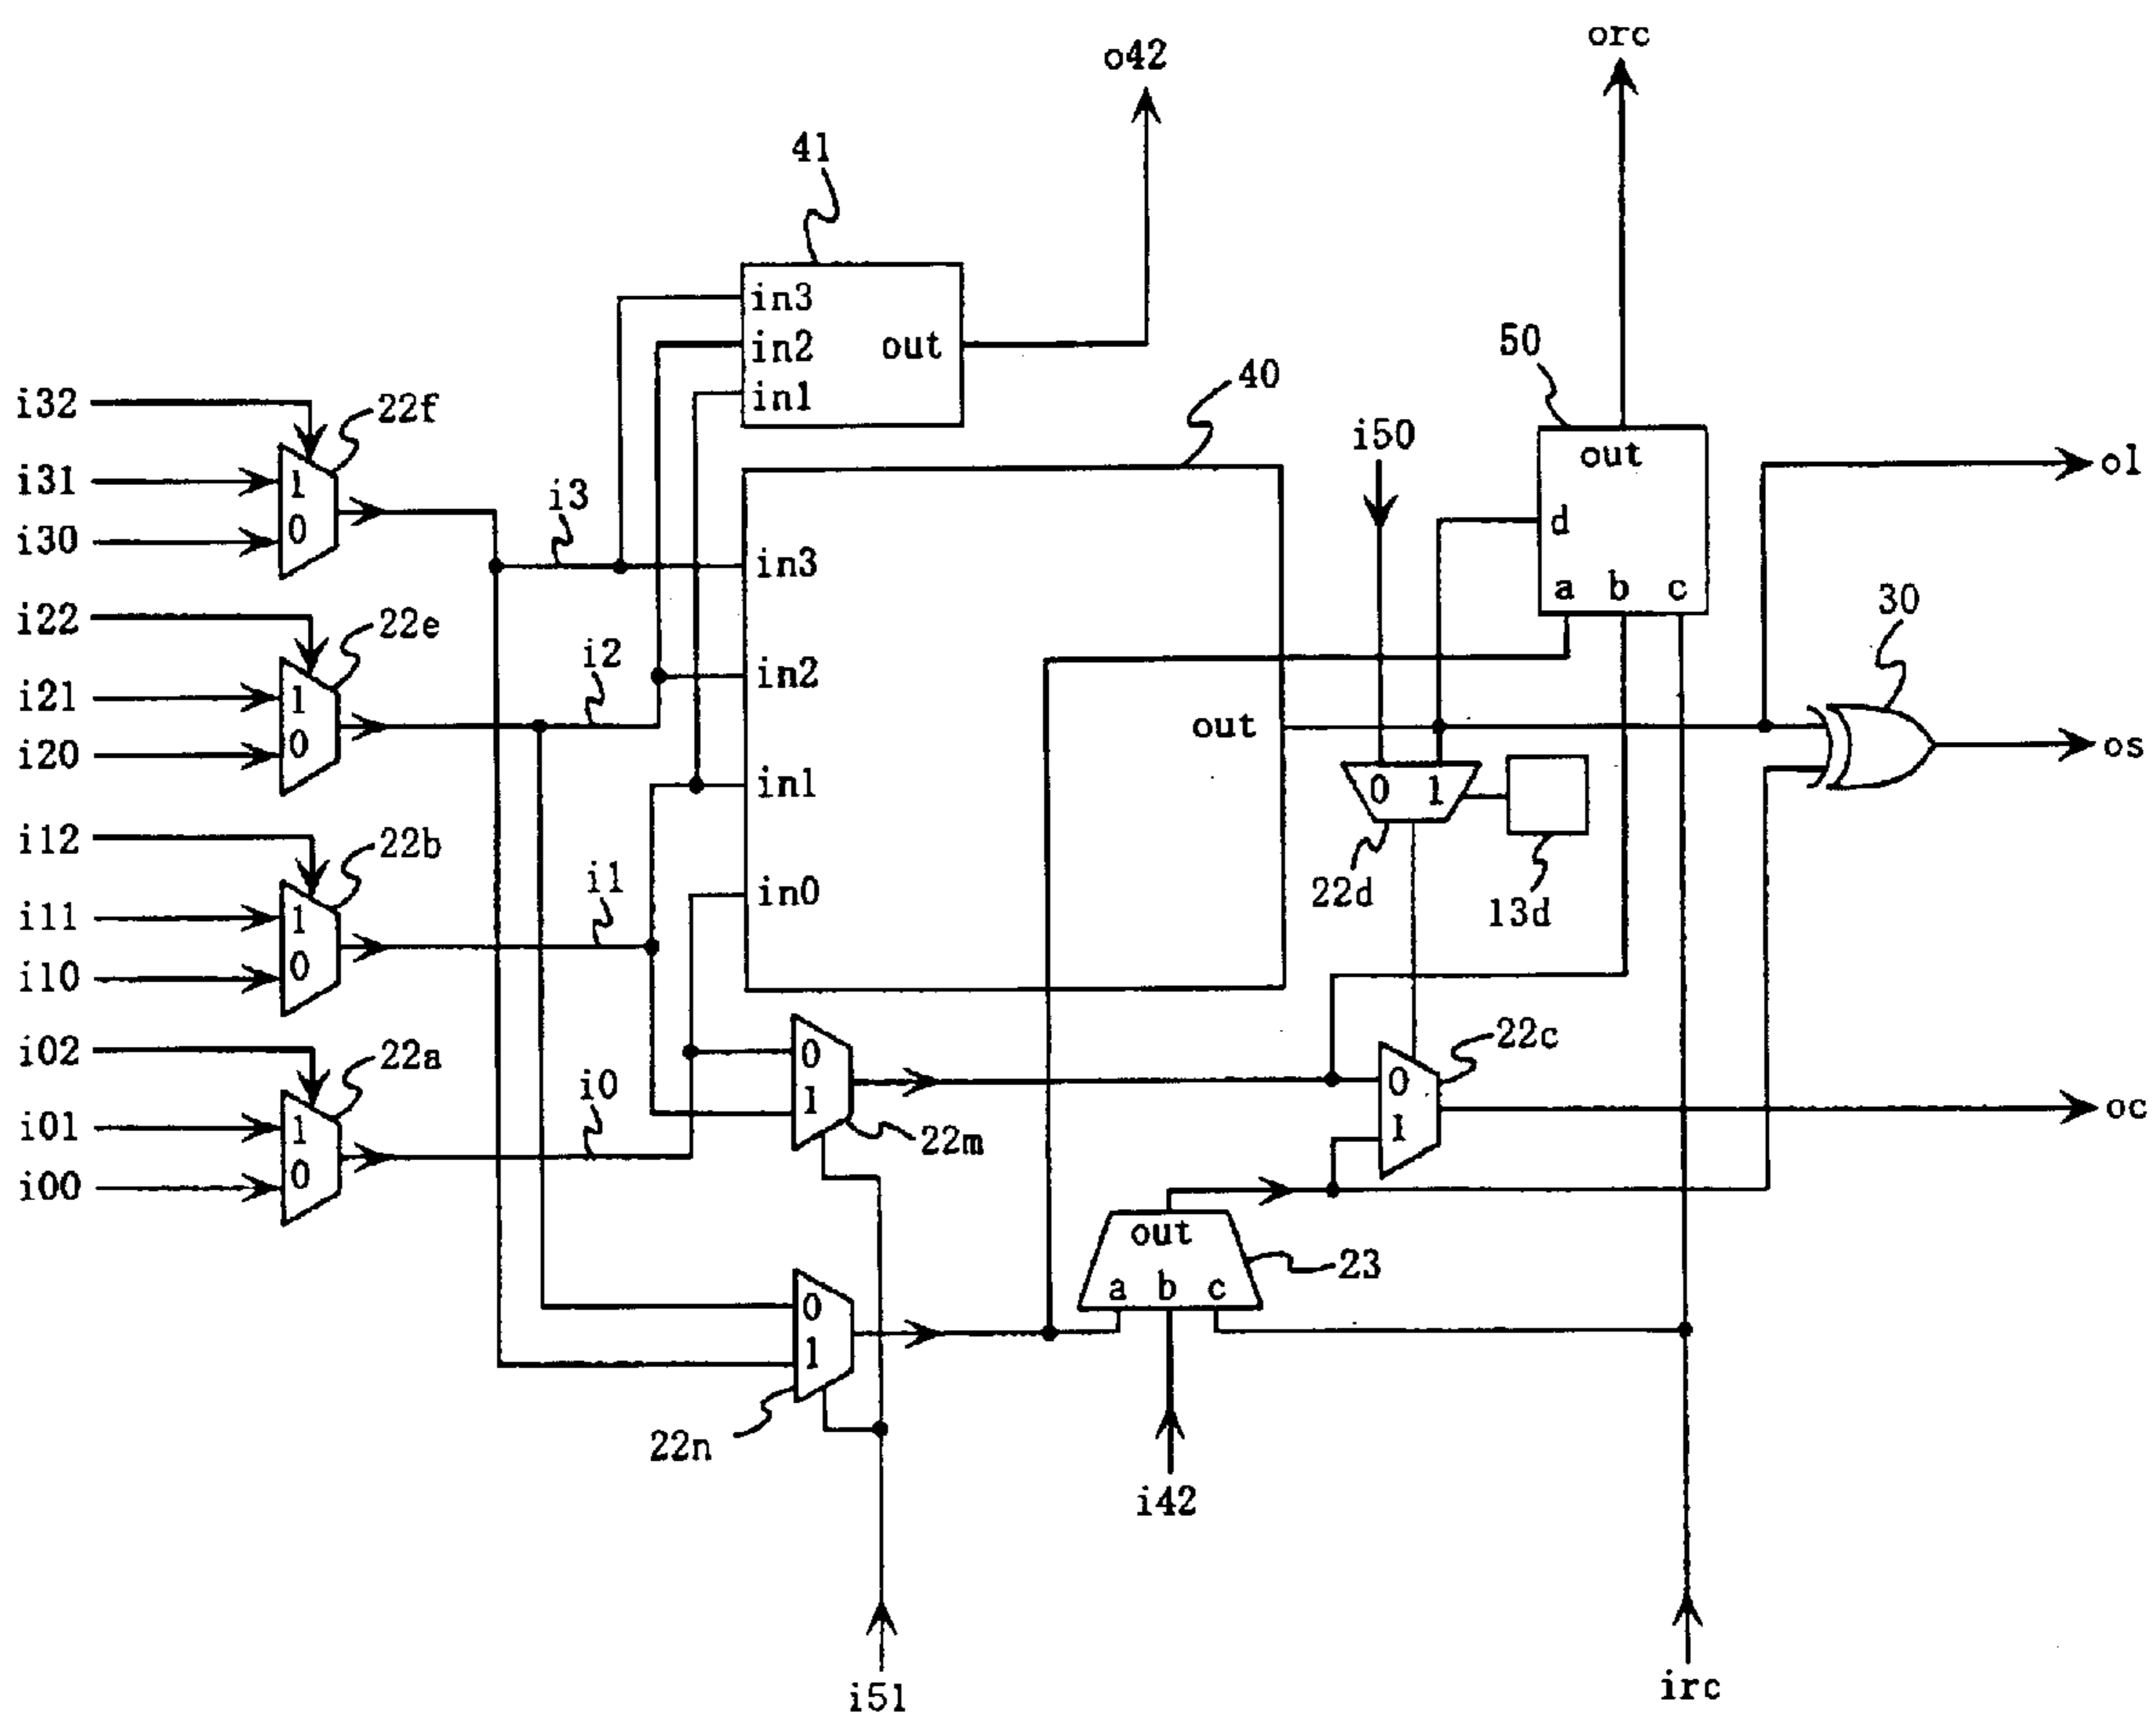 orc
o42
41
in3
in2
out
in1
50
40
i50
out
ol
i32
22f
i31
1
i3
d
i30
0
in3
a b c
30
i22
22e
i2
in2
i21
1
out
os
i20
0
in1
0 1
i12
22b
i1
in0
22d
13d
i11
1
i10
0
i02
22a
i0
0
22c
0
i01
1
1
22m
oc
1
i00
0
out
23
a b c
0
1
22n
i42
i51
irc